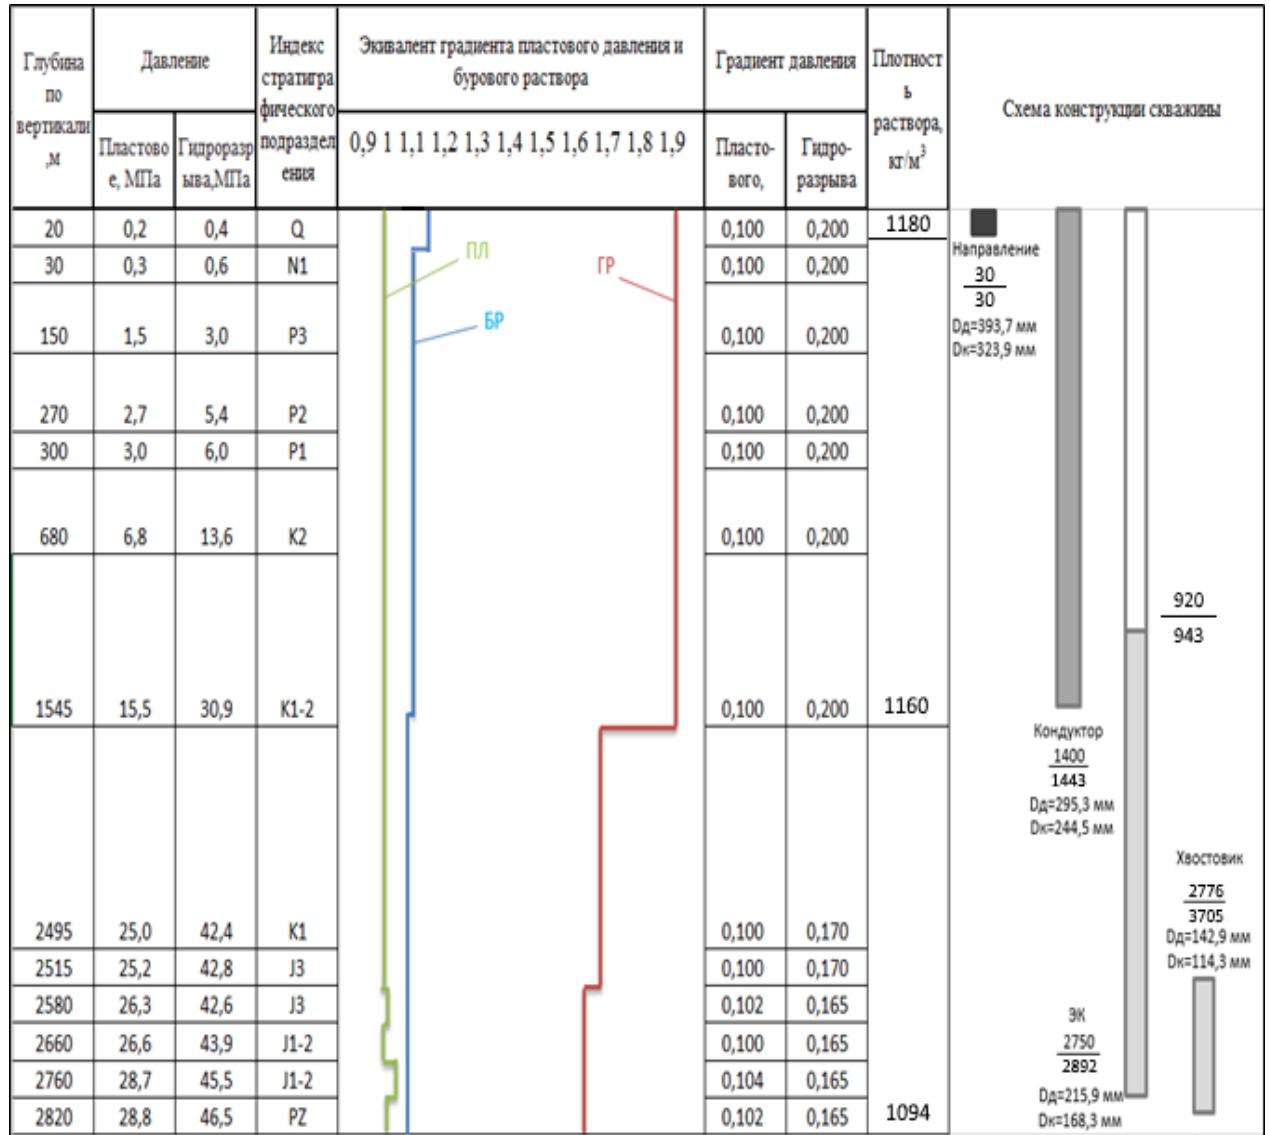 Глубина по вертикали ,м
Давление
Пластово е, МПа
Гидроразр ыва,МПа
Индекс стратигра фического подраздел ения
Экивалент градиента пластового давления и бурового раствора
0,9 1 1,1 1,2 1,3 1,4 1,5 1,6 1,7 1,8 1,9
Градиент давления
Пласто- вого,
Гидро- разрыва
Плотност ь раствора, кг/м³
Схема конструкции скважины
20 0,2 0,4 Q 0,100 0,200 1180
30 0,3 0,6 N1 0,100 0,200
150 1,5 3,0 P3 0,100 0,200
270 2,7 5,4 P2 0,100 0,200
300 3,0 6,0 P1 0,100 0,200
680 6,8 13,6 K2 0,100 0,200
1545 15,5 30,9 K1-2 0,100 0,200 1160
2495 25,0 42,4 K1 0,100 0,170
2515 25,2 42,8 J3 0,100 0,170
2580 26,3 42,6 J3 0,102 0,165
2660 26,6 43,9 J1-2 0,100 0,165
2760 28,7 45,5 J1-2 0,104 0,165
2820 28,8 46,5 PZ 0,102 0,165 1094
ПЛ
БР
ГР
Направление
30
30
Dд=393,7 мм
Dк=323,9 мм
920
943
Кондуктор
1400
1443
Dд=295,3 мм
Dк=244,5 мм
Хвостовик
2776
3705
Dд=142,9 мм
Dк=114,3 мм
ЭК
2750
2892
Dд=215,9 мм
Dк=168,3 мм